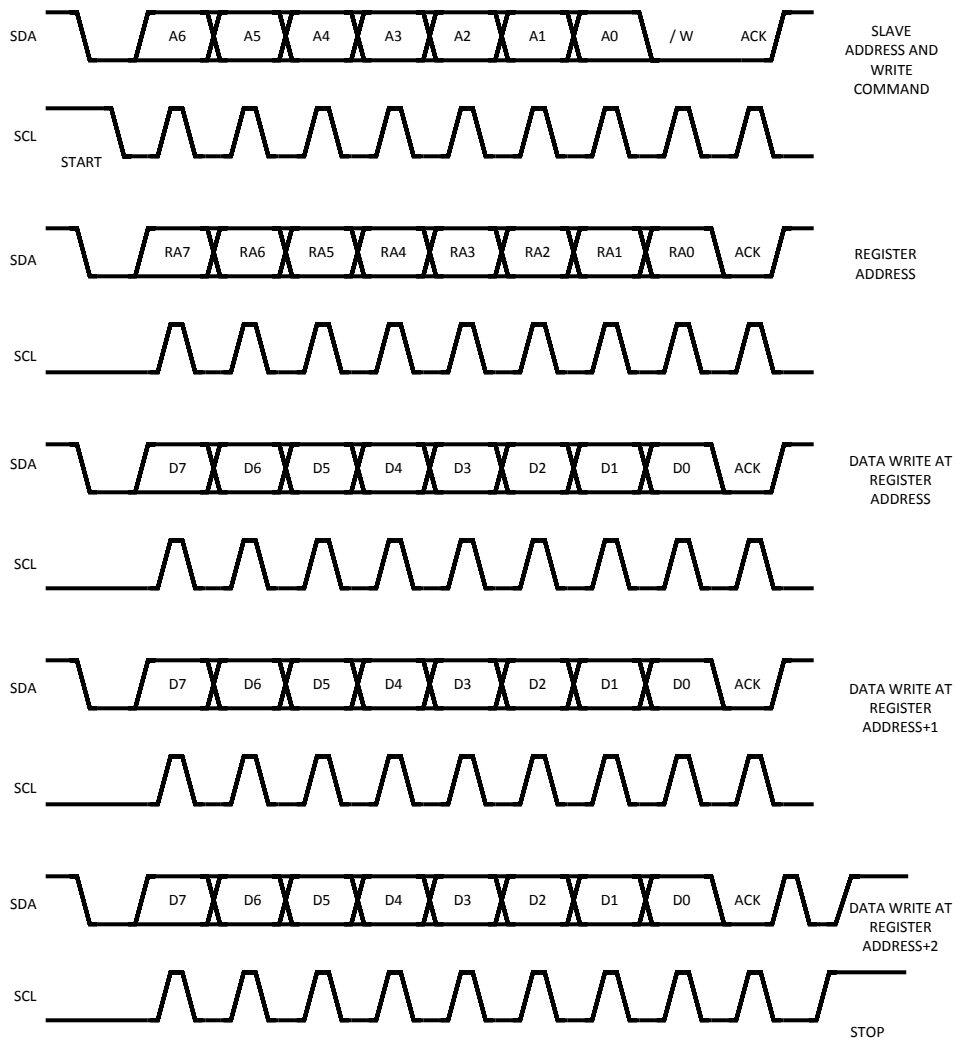 SDA
A6 A5 A4 A3 A2 A1 A0 / W ACK
SLAVE
ADDRESS AND
WRITE
COMMAND
SCL
START
SDA
RA7 RA6 RA5 RA4 RA3 RA2 RA1 RA0 ACK
REGISTER
ADDRESS
SCL
SDA
D7 D6 D5 D4 D3 D2 D1 D0 ACK
DATA WRITE AT
REGISTER
ADDRESS
SCL
SDA
D7 D6 D5 D4 D3 D2 D1 D0 ACK
DATA WRITE AT
REGISTER
ADDRESS+1
SCL
SDA
D7 D6 D5 D4 D3 D2 D1 D0 ACK
DATA WRITE AT
REGISTER
ADDRESS+2
SCL
STOP